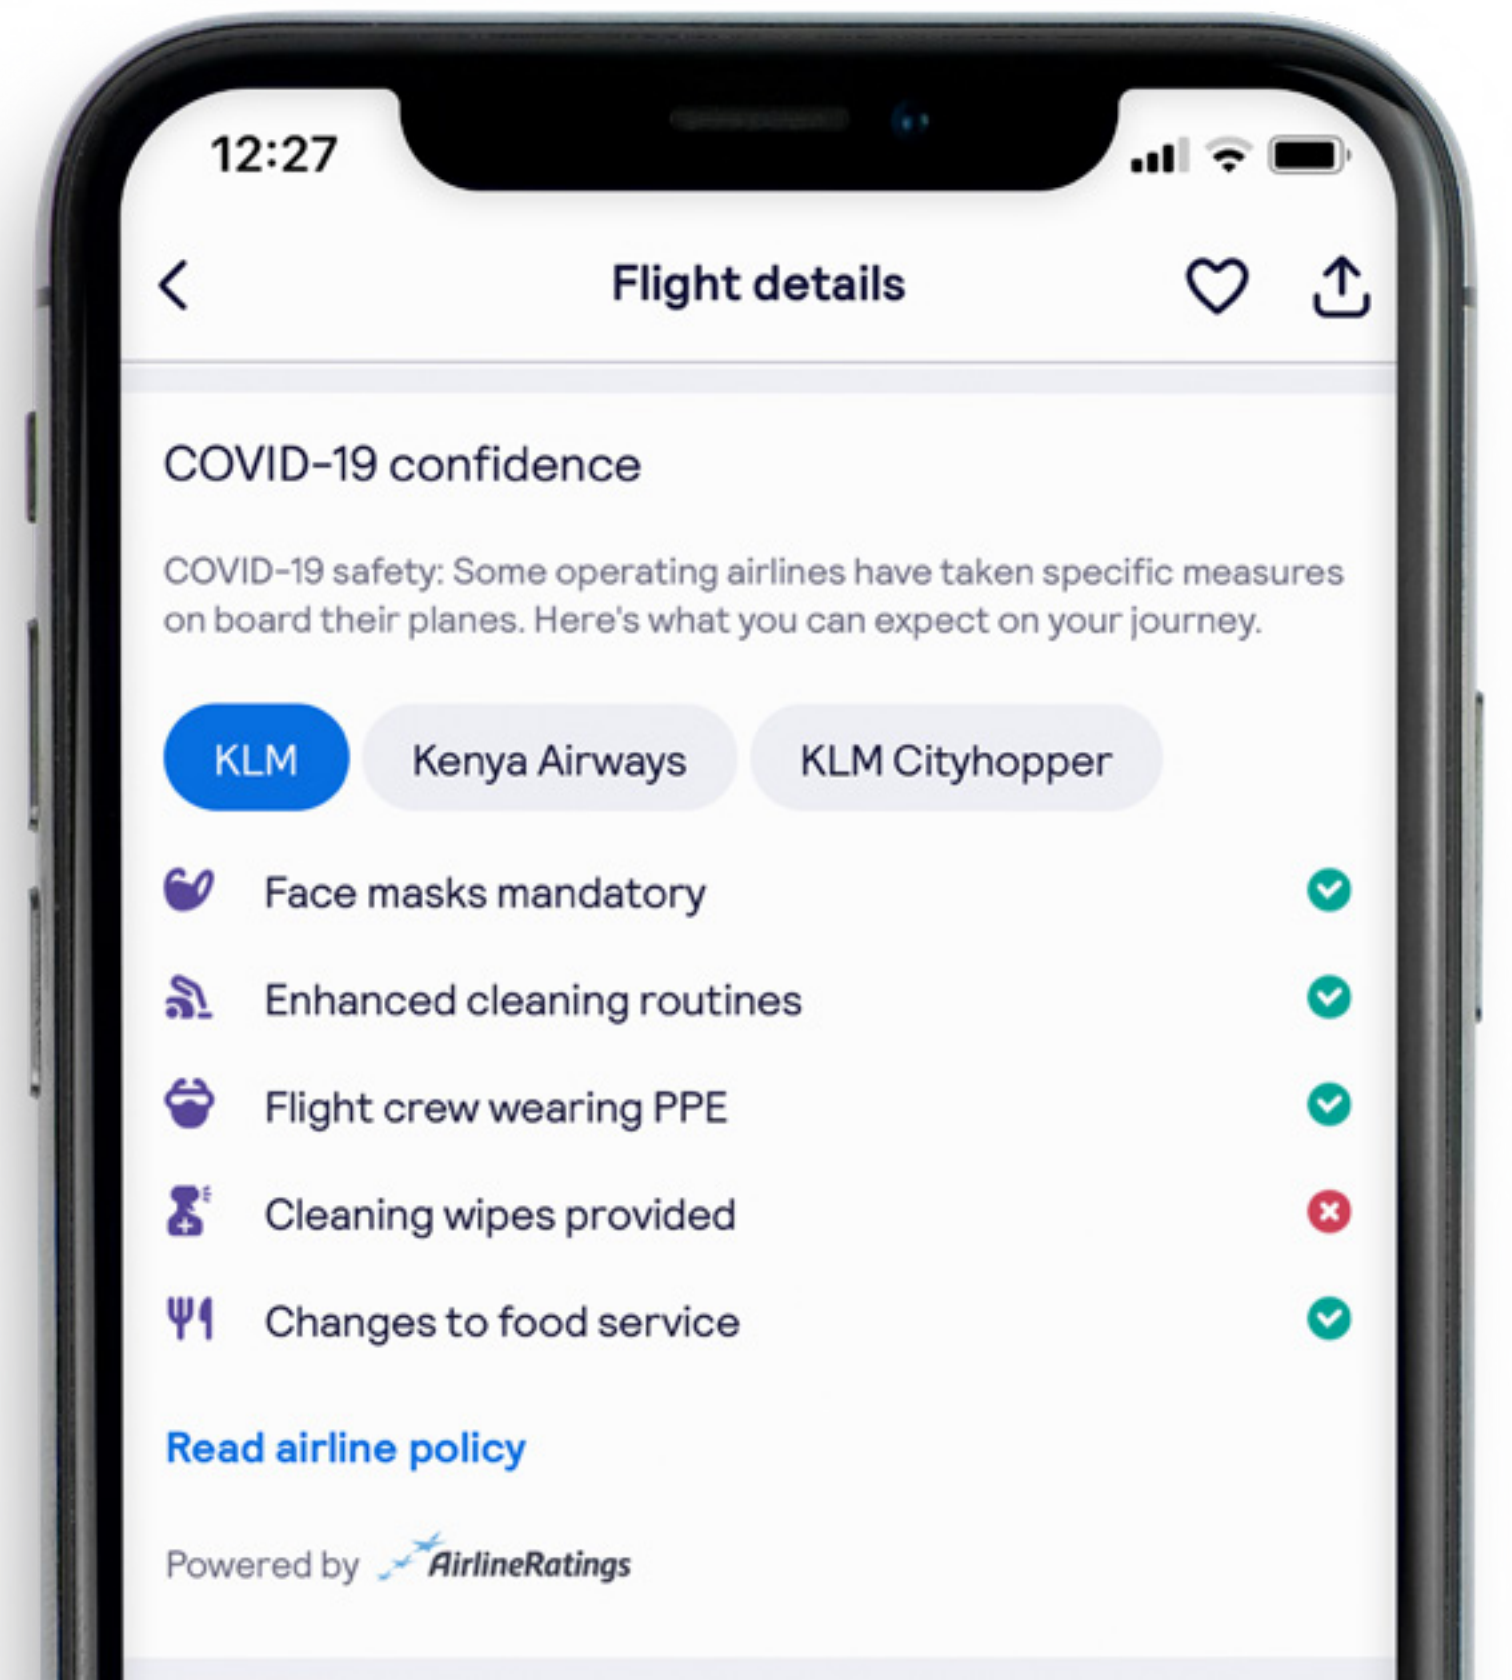 12:27
Flight details
COVID-19 confidence
COVID-19 safety: Some operating airlines have taken specific measures
on board their planes. Here's what you can expect on your journey.
KLM Kenya Airways KLM Cityhopper
Face masks mandatory
Enhanced cleaning routines
Flight crew wearing PPE
Cleaning wipes provided
Changes to food service
Read airline policy
Powered by AirlineRatings